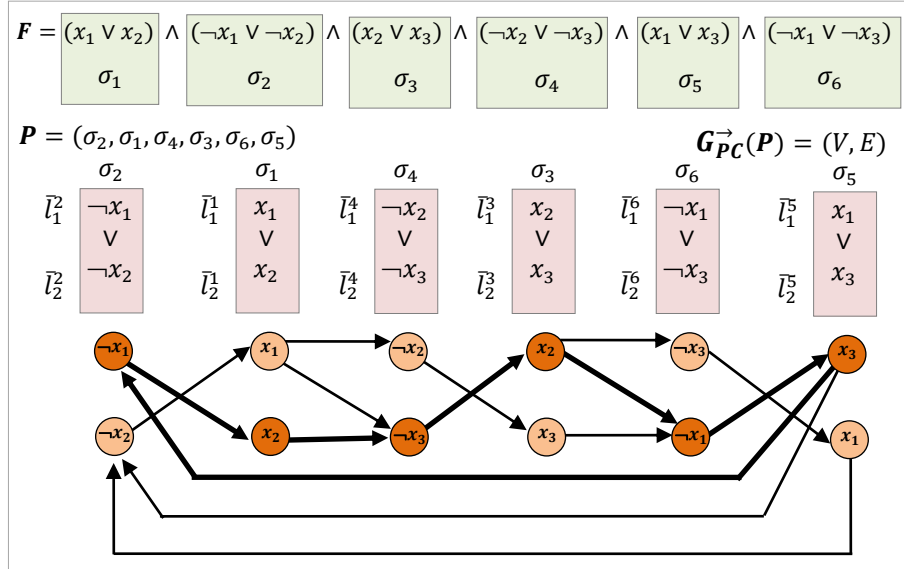 F = (x₁ ∨ x₂) ∧ (¬x₁ ∨ ¬x₂) ∧ (x₂ ∨ x₃) ∧ (¬x₂ ∨ ¬x₃) ∧ (x₁ ∨ x₃) ∧ (¬x₁ ∨ ¬x₃)
σ₁ σ₂ σ₃ σ₄ σ₅ σ₆
P = (σ₂, σ₁, σ₄, σ₃, σ₆, σ₅) G⃗_PC(P) = (V, E)
σ₂ σ₁ σ₄ σ₃ σ₆ σ₅
l̄₁² ¬x₁ l̄₁¹ x₁ l̄₁⁴ ¬x₂ l̄₁³ x₂ l̄₁⁶ ¬x₁ l̄₁⁵ x₁
∨ ∨ ∨ ∨ ∨ ∨
l̄₂² ¬x₂ l̄₂¹ x₂ l̄₂⁴ ¬x₃ l̄₂³ x₃ l̄₂⁶ ¬x₃ l̄₂⁵ x₃
¬x₁ x₁ ¬x₂ x₂ ¬x₃ x₃
¬x₂ x₂ ¬x₃ x₃ ¬x₁ x₁